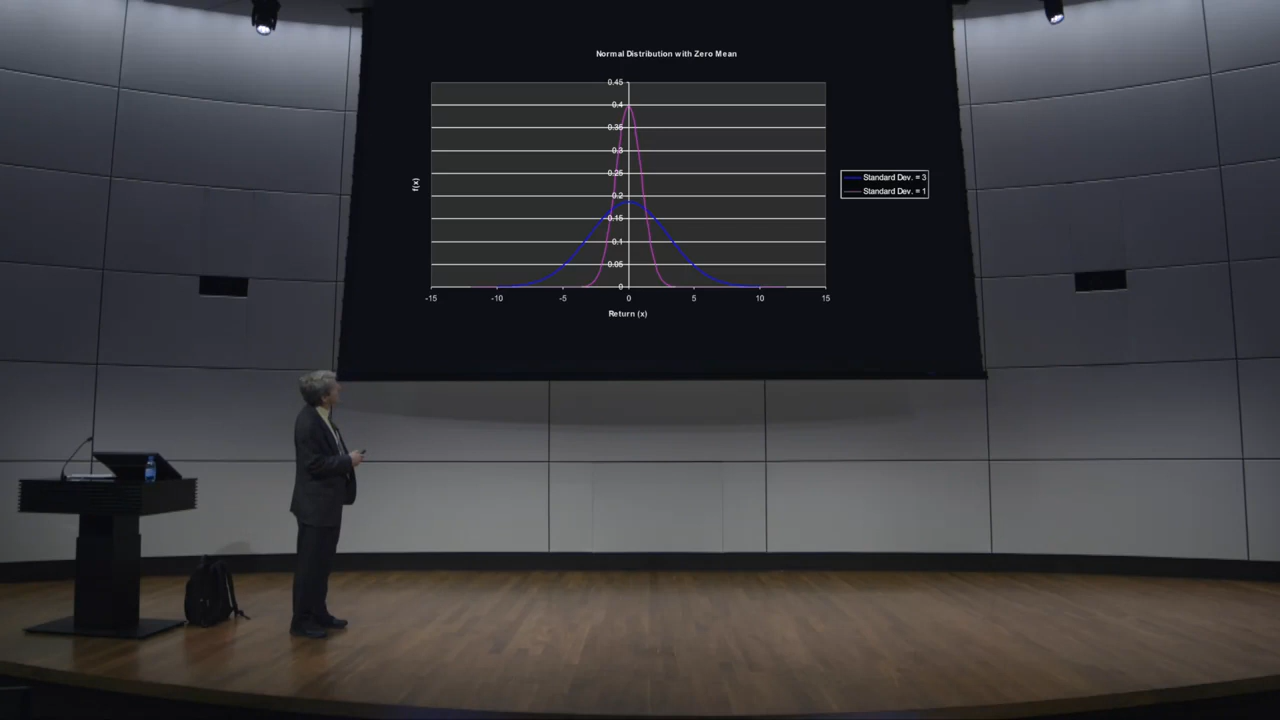 Normal Distribution with Zero Mean
0.45
0.4
0.35
0.3
0.25
0.2
0.15
0.1
0.05
0
f(x)
-15 -10 -5 0 5 10 15
Return (x)
Standard Dev. = 3
Standard Dev. = 1